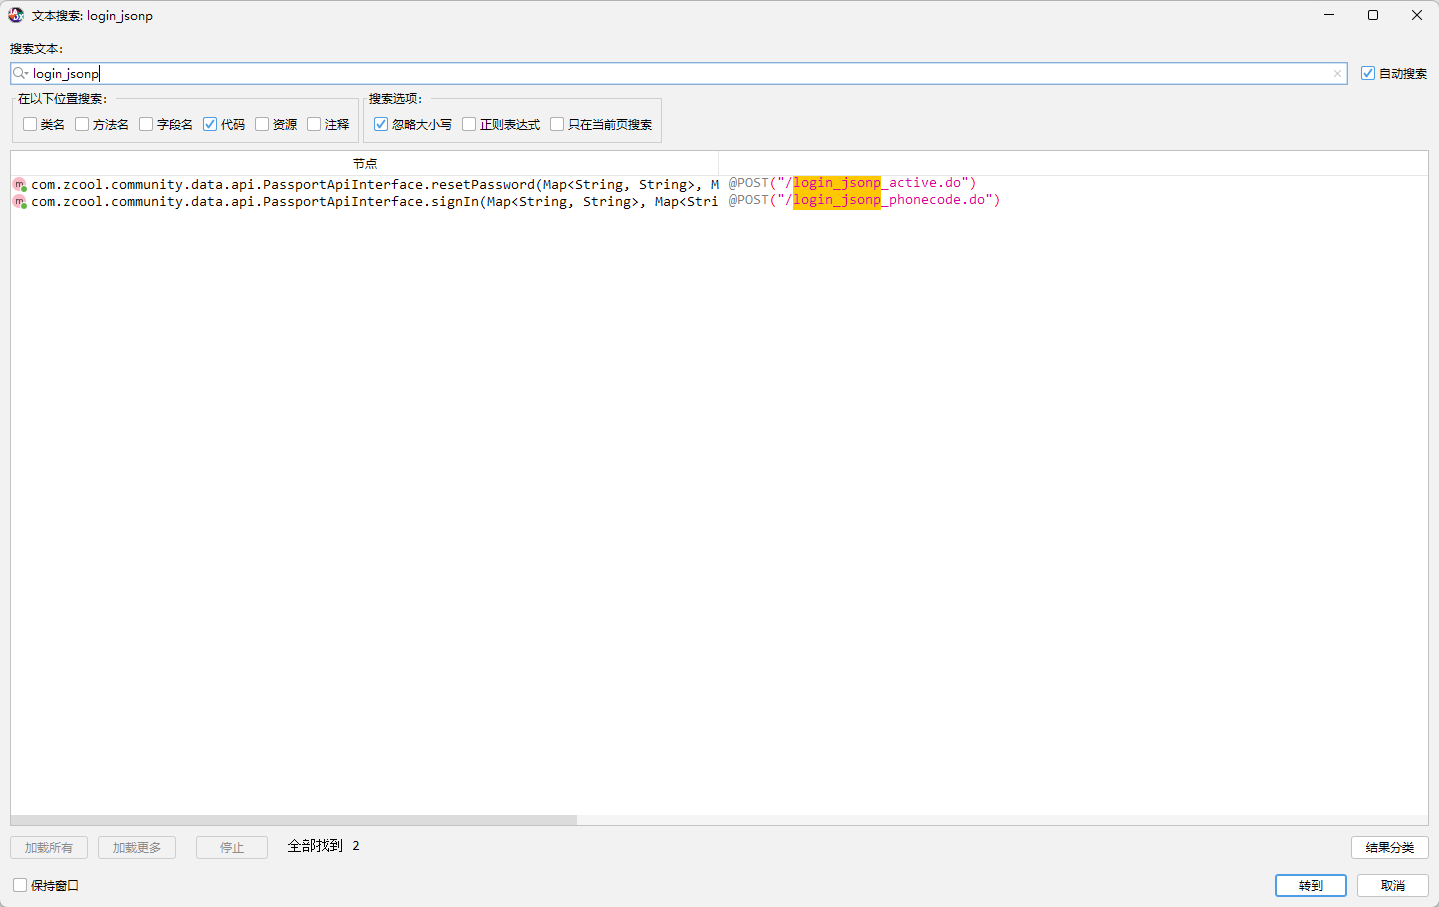 文本搜索: login_jsonp
搜索文本:
login_jsonp
自动搜索
在以下位置搜索:
类名 方法名 字段名 代码 资源 注释
搜索选项:
忽略大小写 正则表达式 只在当前页搜索
节点
com.zcool.community.data.api.PassportApiInterface.resetPassword(Map<String, String>, M @POST("/login_jsonp_active.do")
com.zcool.community.data.api.PassportApiInterface.signIn(Map<String, String>, Map<Stri @POST("/login_jsonp_phonecode.do")
加载所有 加载更多 停止 全部找到 2 结果分类
保持窗口 转到 取消